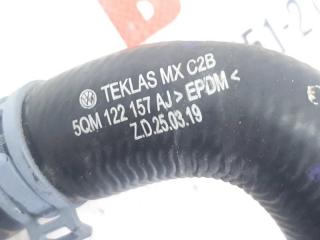 TEKLAS MX C2B
5QM 122 157 AJ >EPDM<
Z.D.25.03.19